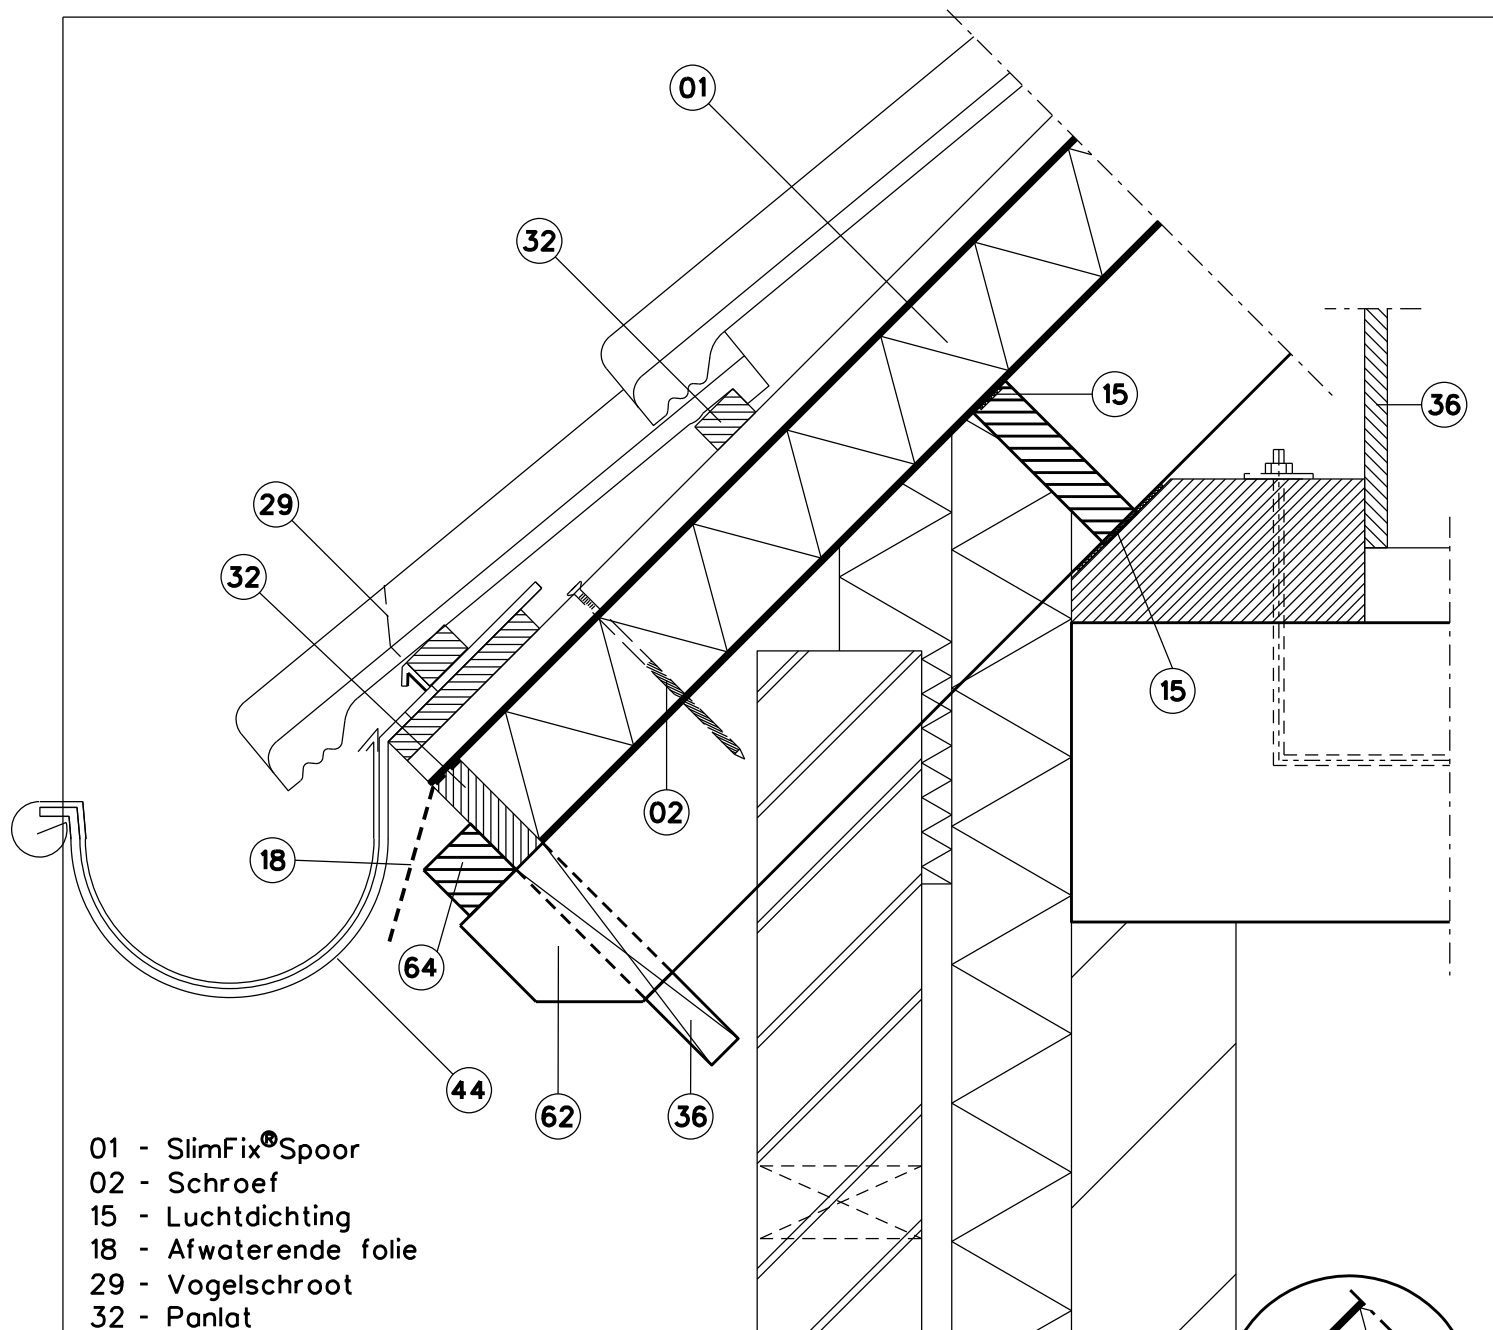 01
32
15
36
29
32
15
02
18
64
44
62
36
01 - SlimFix® Spoor
02 - Schroef
15 - Luchtdichting
18 - Afwaterende folie
29 - Vogelschroot
32 - Panlat